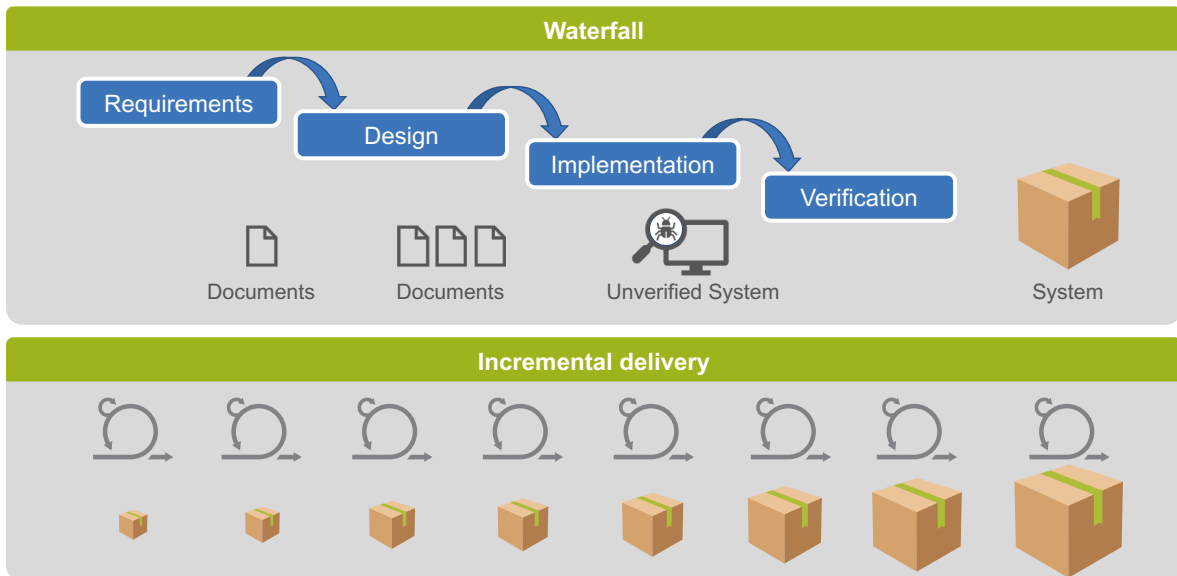 Waterfall
Requirements
Design
Implementation
Verification
Documents
Documents
Unverified System
System
Incremental delivery